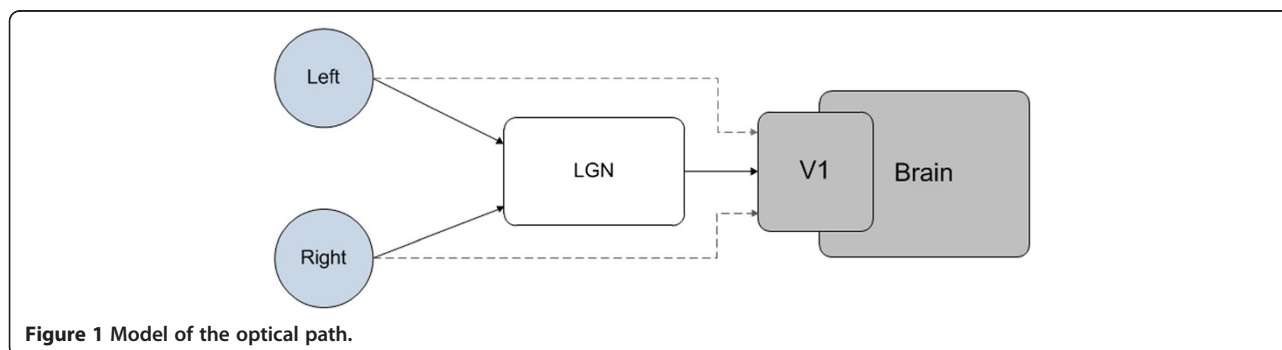 Left
LGN
V1
Brain
Right
Figure 1 Model of the optical path.